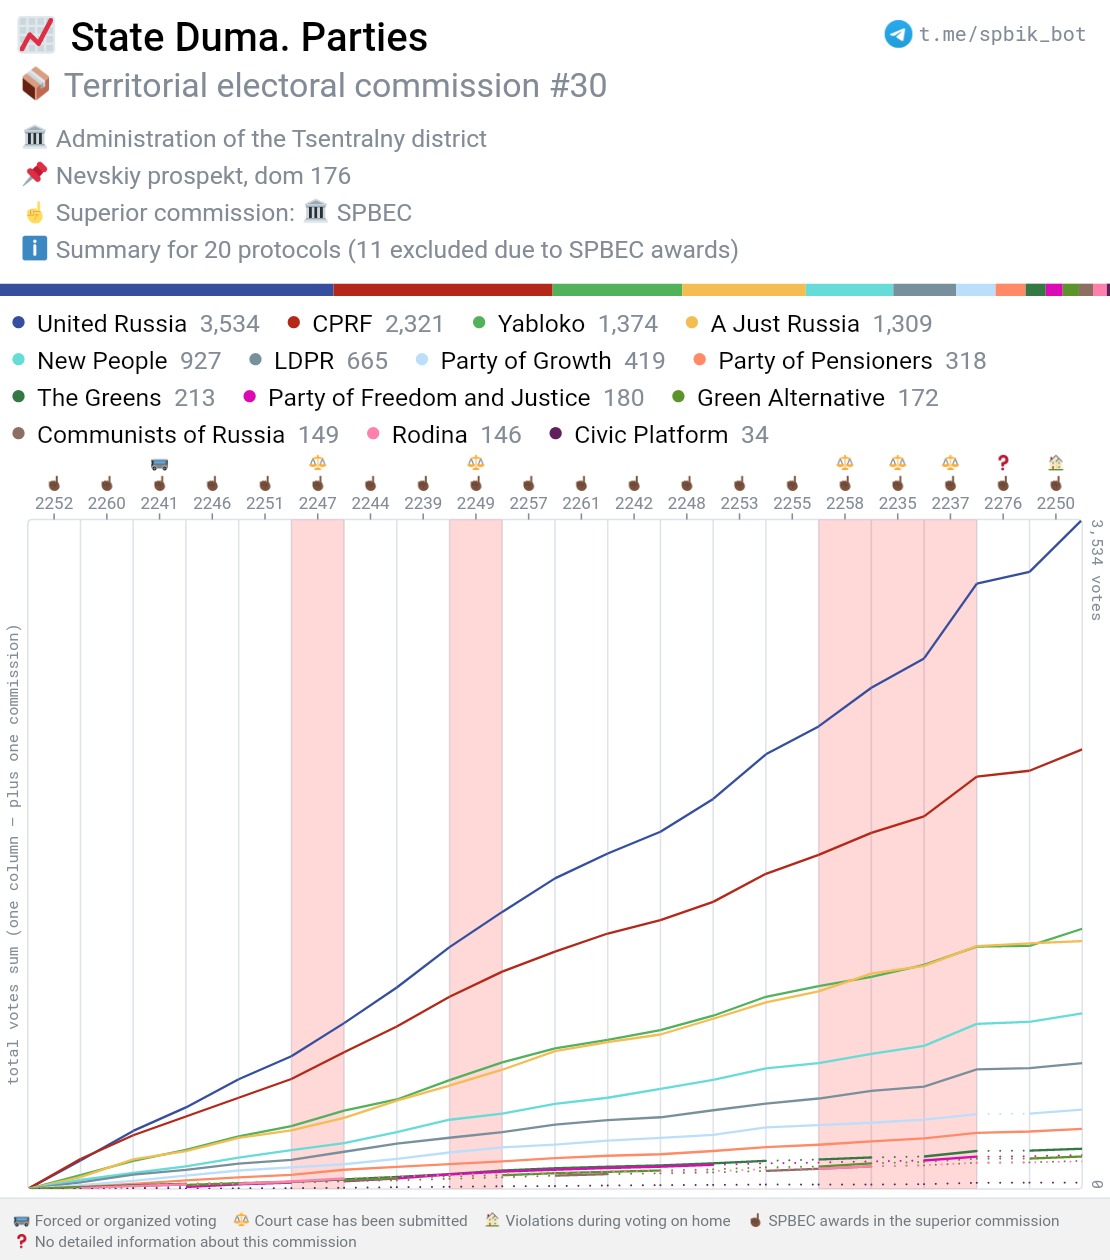 State Duma. Parties
t.me/spbik_bot
Territorial electoral commission #30
Administration of the Tsentralny district
Nevskiy prospekt, dom 176
Superior commission: SPBEC
Summary for 20 protocols (11 excluded due to SPBEC awards)
United Russia 3,534 CPRF 2,321 Yabloko 1,374 A Just Russia 1,309
New People 927 LDPR 665 Party of Growth 419 Party of Pensioners 318
The Greens 213 Party of Freedom and Justice 180 Green Alternative 172
Communists of Russia 149 Rodina 146 Civic Platform 34
2252 2260 2241 2246 2251 2247 2244 2239 2249 2257 2261 2242 2248 2253 2255 2258 2235 2237 2276 2250
3,534 votes
0
total votes sum (one column – plus one commission)
Forced or organized voting Court case has been submitted Violations during voting on home SPBEC awards in the superior commission
No detailed information about this commission